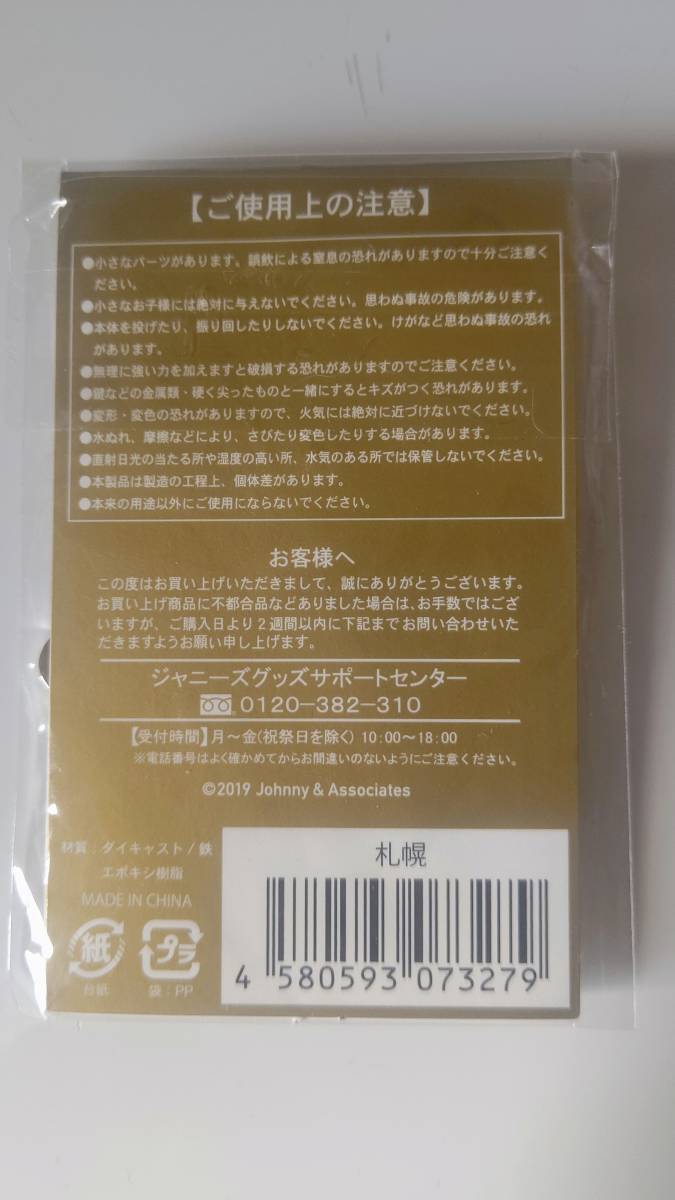 【ご使用上の注意】
●小さなパーツがあります。誤飲による窒息の恐れがありますので十分ご注意く
ださい。
●小さなお子様には絶対に与えないでください。思わぬ事故の危険があります。
●本体を投げたり、振り回したりしないでください。けがなど思わぬ事故の恐れ
があります。
●無理に強い力を加えますと破損する恐れがありますのでご注意ください。
●鍵などの金属類・硬く尖ったものと一緒にするとキズがつく恐れがあります。
●変形・変色の恐れがありますので、火気には絶対に近づけないでください。
●水ぬれ、摩擦などにより、さびたり変色したりする場合があります。
●直射日光の当たる所や湿度の高い所、水気のある所では保管しないでください。
●本製品は製造の工程上、個体差があります。
●本来の用途以外にご使用にならないでください。
お客様へ
この度はお買い上げいただきまして、誠にありがとうございます。
お買い上げ商品に不都合品などありました場合は、お手数ではござ
いますが、ご購入日より2週間以内に下記までお問い合わせいた
だきますようお願い申し上げます。
ジャニーズグッズサポートセンター
0120-382-310
【受付時間】月～金(祝祭日を除く) 10:00～18:00
※電話番号はよく確かめてからお間違いのないようにご注意ください。
©2019 Johnny & Associates
材質：ダイキャスト/鉄
エポキシ樹脂
MADE IN CHINA
紙
台紙
プラ
袋：PP
札幌
4 580593 073279